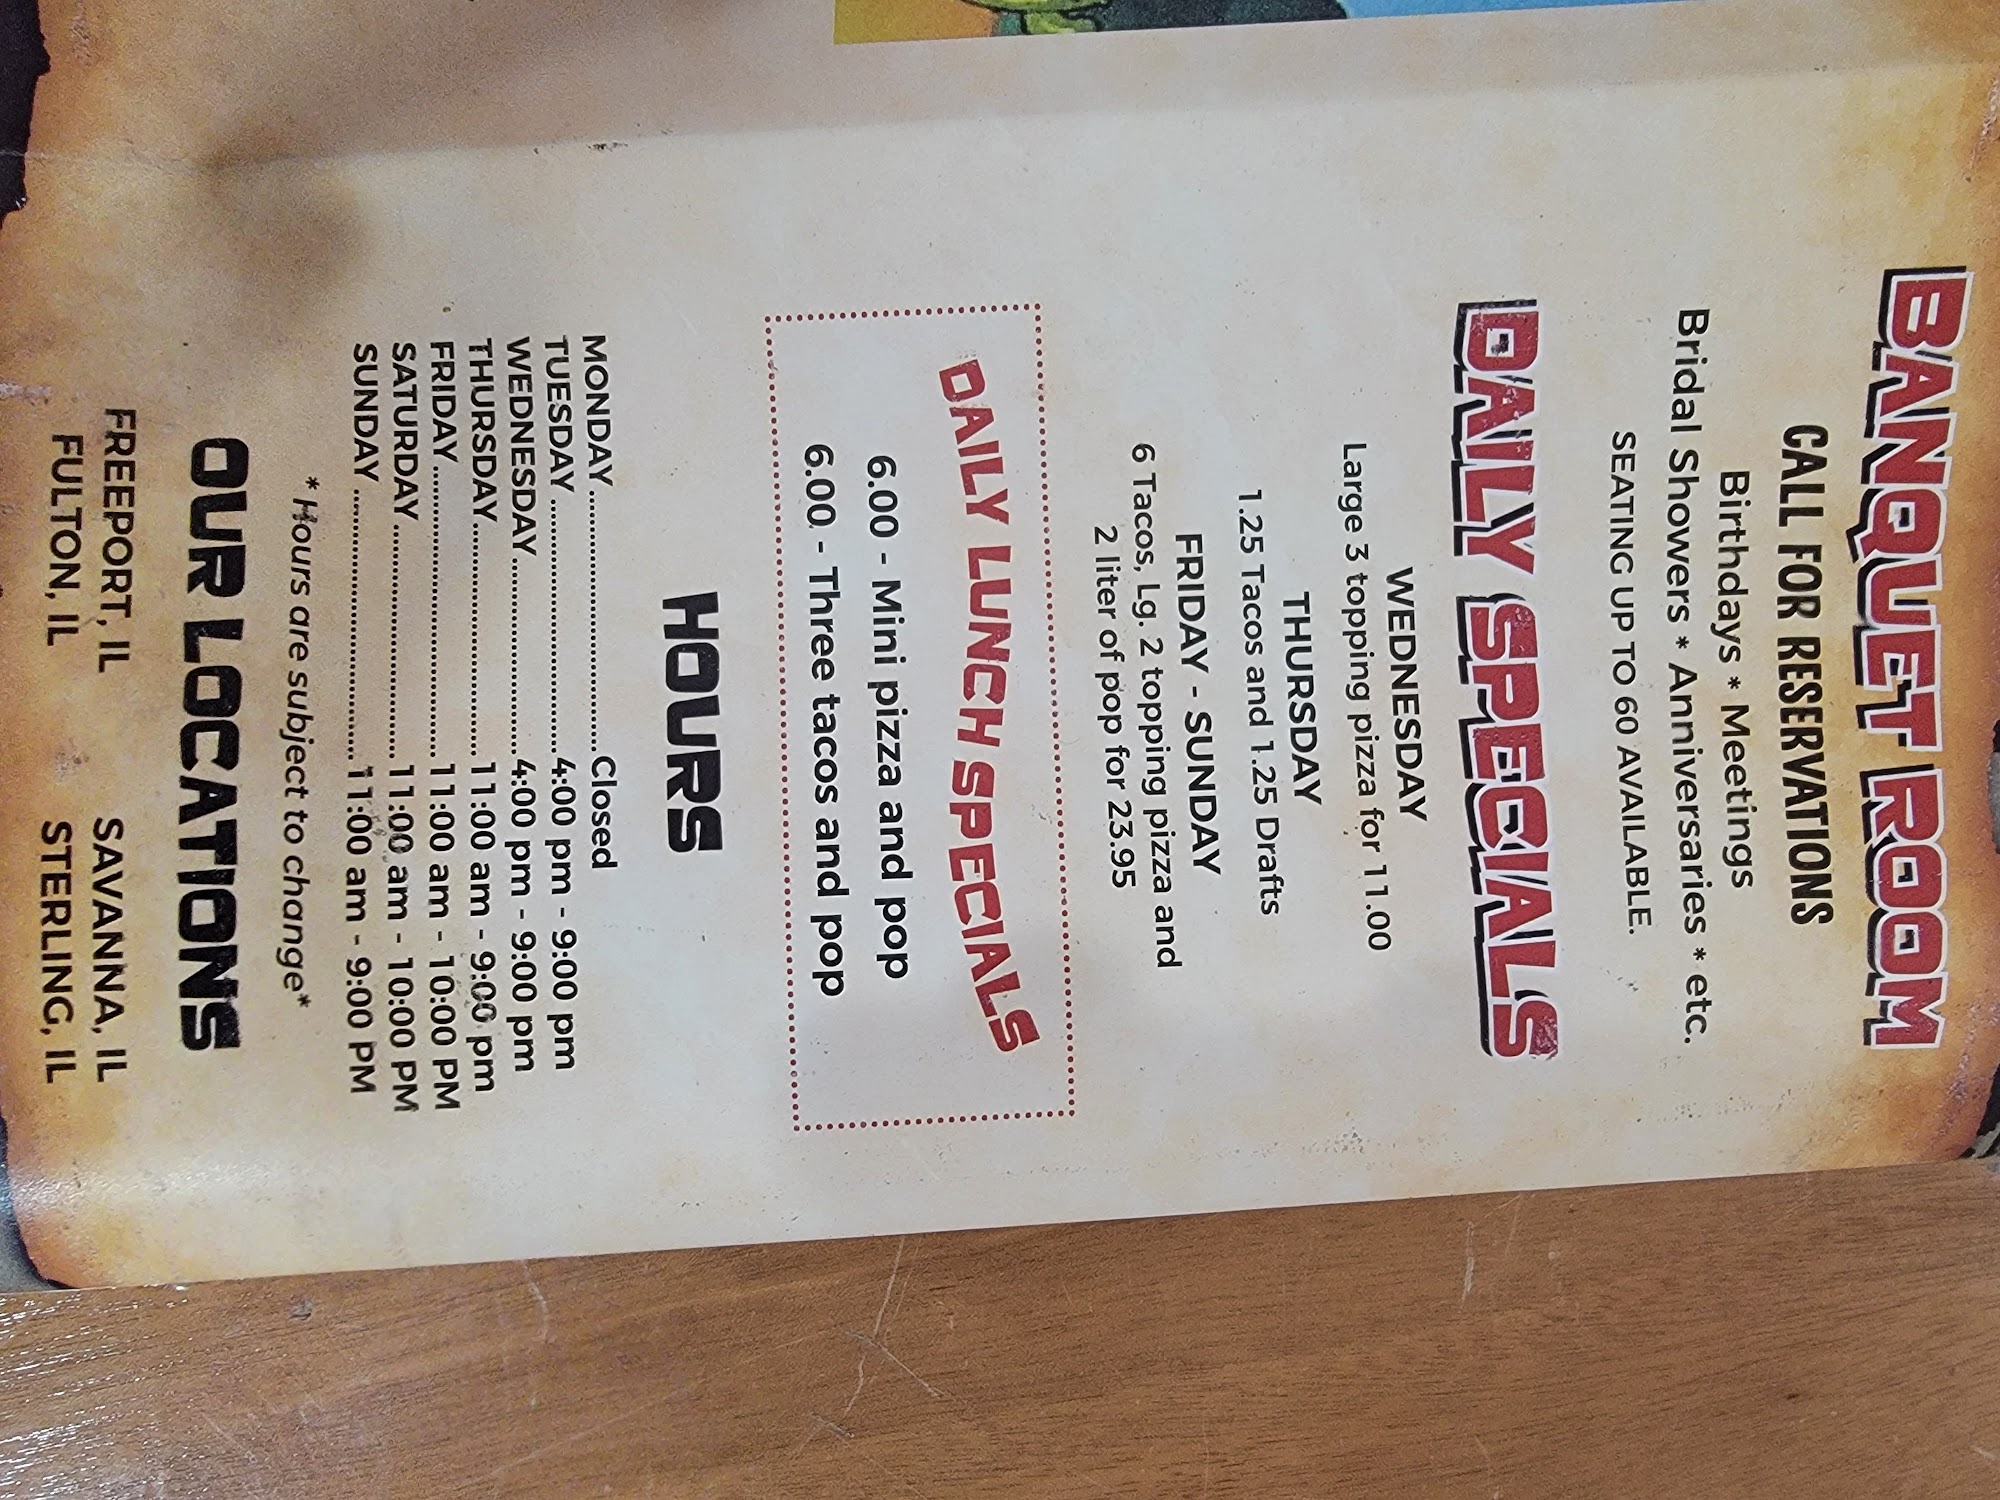 BANQUET ROOM
CALL FOR RESERVATIONS
Birthdays * Meetings
Bridal Showers * Anniversaries * etc.
SEATING UP TO 60 AVAILABLE.
DAILY SPECIALS
WEDNESDAY
Large 3 topping pizza for 11.00
THURSDAY
1.25 Tacos and 1.25 Drafts
FRIDAY - SUNDAY
6 Tacos, Lg. 2 topping pizza and
2 liter of pop for 23.95
DAILY LUNCH SPECIALS
6.00 - Mini pizza and pop
6.00 - Three tacos and pop
HOURS
MONDAY ........................................ Closed
TUESDAY ........................................ 4:00 pm - 9:00 pm
WEDNESDAY ........................................ 4:00 pm - 9:00 pm
THURSDAY ........................................ 11:00 am - 9:00 pm
FRIDAY ........................................ 11:00 am - 10:00 PM
SATURDAY ........................................ 11:00 am - 10:00 PM
SUNDAY ........................................ 11:00 am - 9:00 PM
*Hours are subject to change*
OUR LOCATIONS
FREEPORT, IL SAVANNA, IL
FULTON, IL STERLING, IL